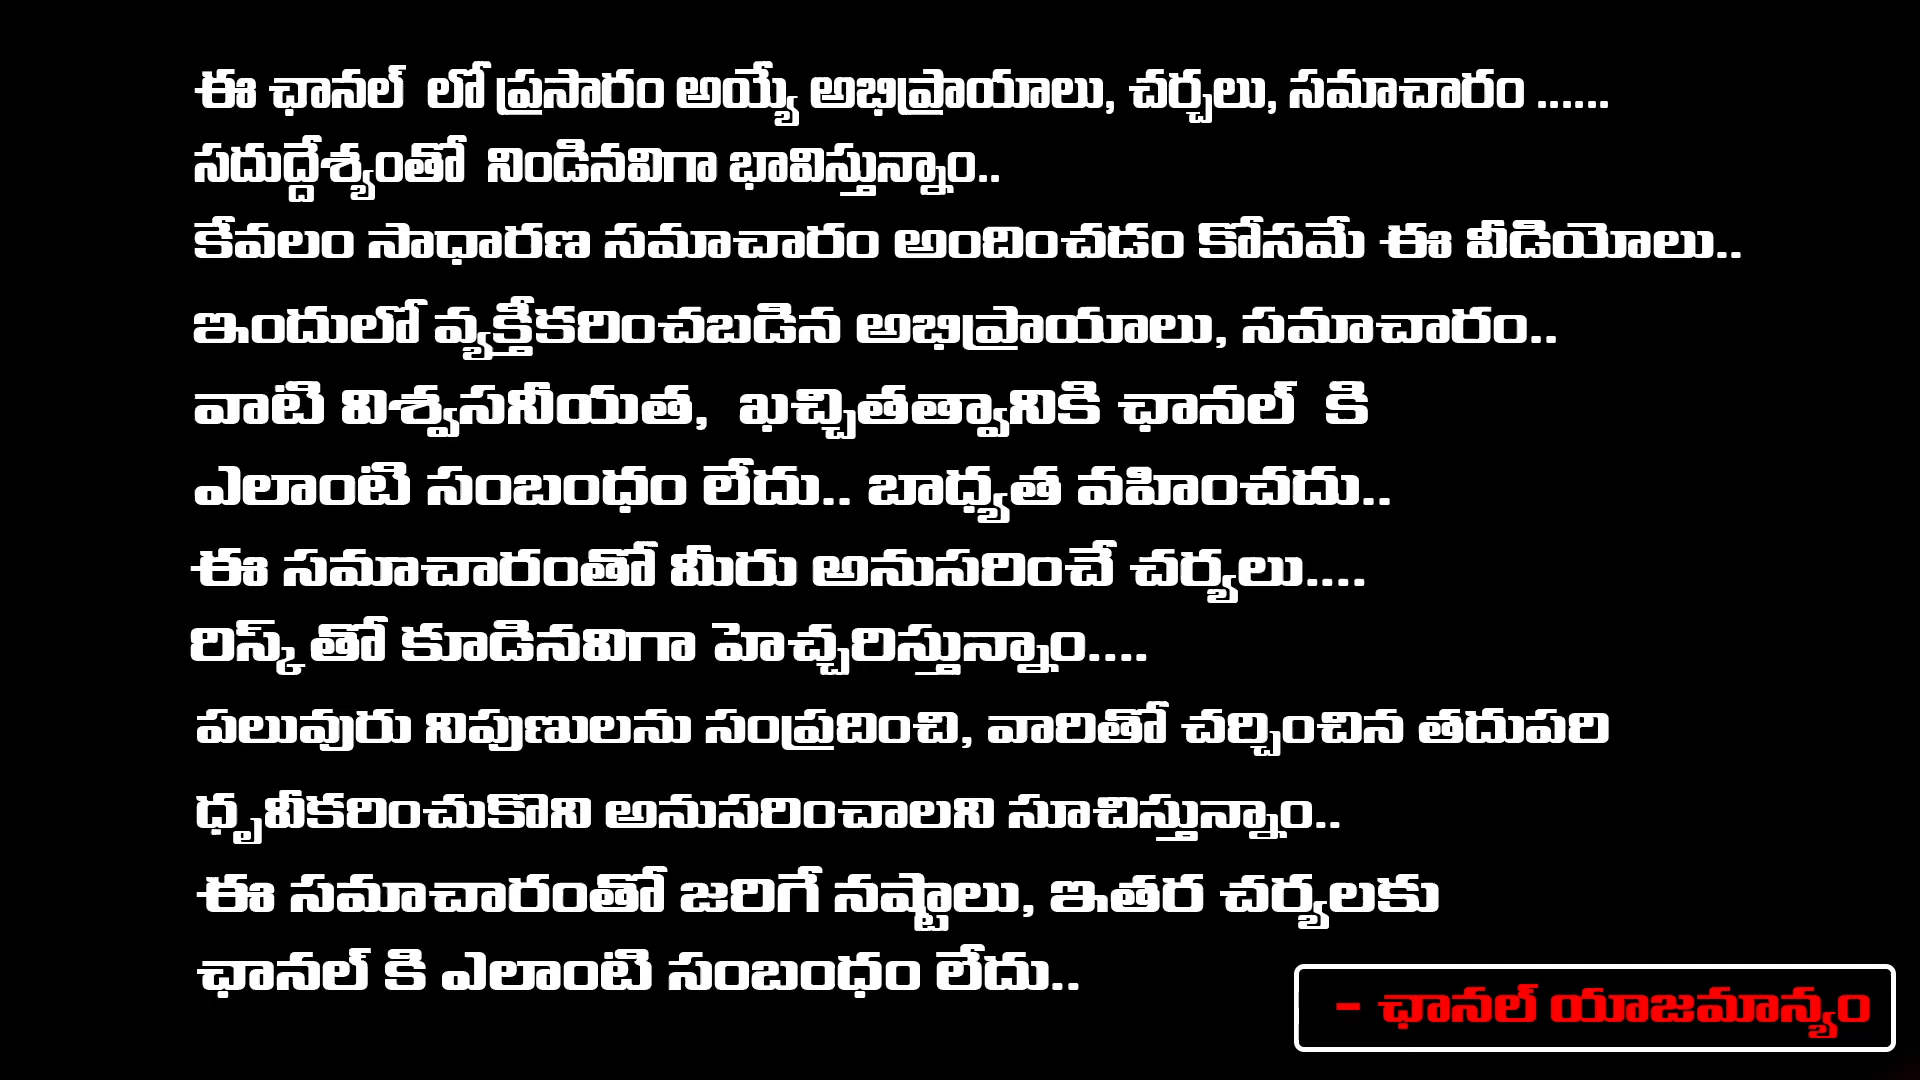 ఈ ఛానల్ లో ప్రసారం అయ్యే అభిప్రాయాలు, చర్చలు, సమాచారం ......
సదుద్దేశ్యంతో నిండినవిగా భావిస్తున్నాం..
కేవలం సాధారణ సమాచారం అందించడం కోసమే ఈ వీడియోలు..
ఇందులో వ్యక్తీకరించబడిన అభిప్రాయాలు, సమాచారం..
వాటి విశ్వసనీయత, ఖచ్చితత్వానికి ఛానల్ కి
ఎలాంటి సంబంధం లేదు.. బాధ్యత వహించదు..
ఈ సమాచారంతో మీరు అనుసరించే చర్యలు....
రిస్క్ తో కూడినవిగా హెచ్చరిస్తున్నాం....
పలువురు నిపుణులను సంప్రదించి, వారితో చర్చించిన తదుపరి
ధృవీకరించుకొని అనుసరించాలని సూచిస్తున్నాం..
ఈ సమాచారంతో జరిగే నష్టాలు, ఇతర చర్యలకు
ఛానల్ కి ఎలాంటి సంబంధం లేదు..
- ఛానల్ యాజమాన్యం